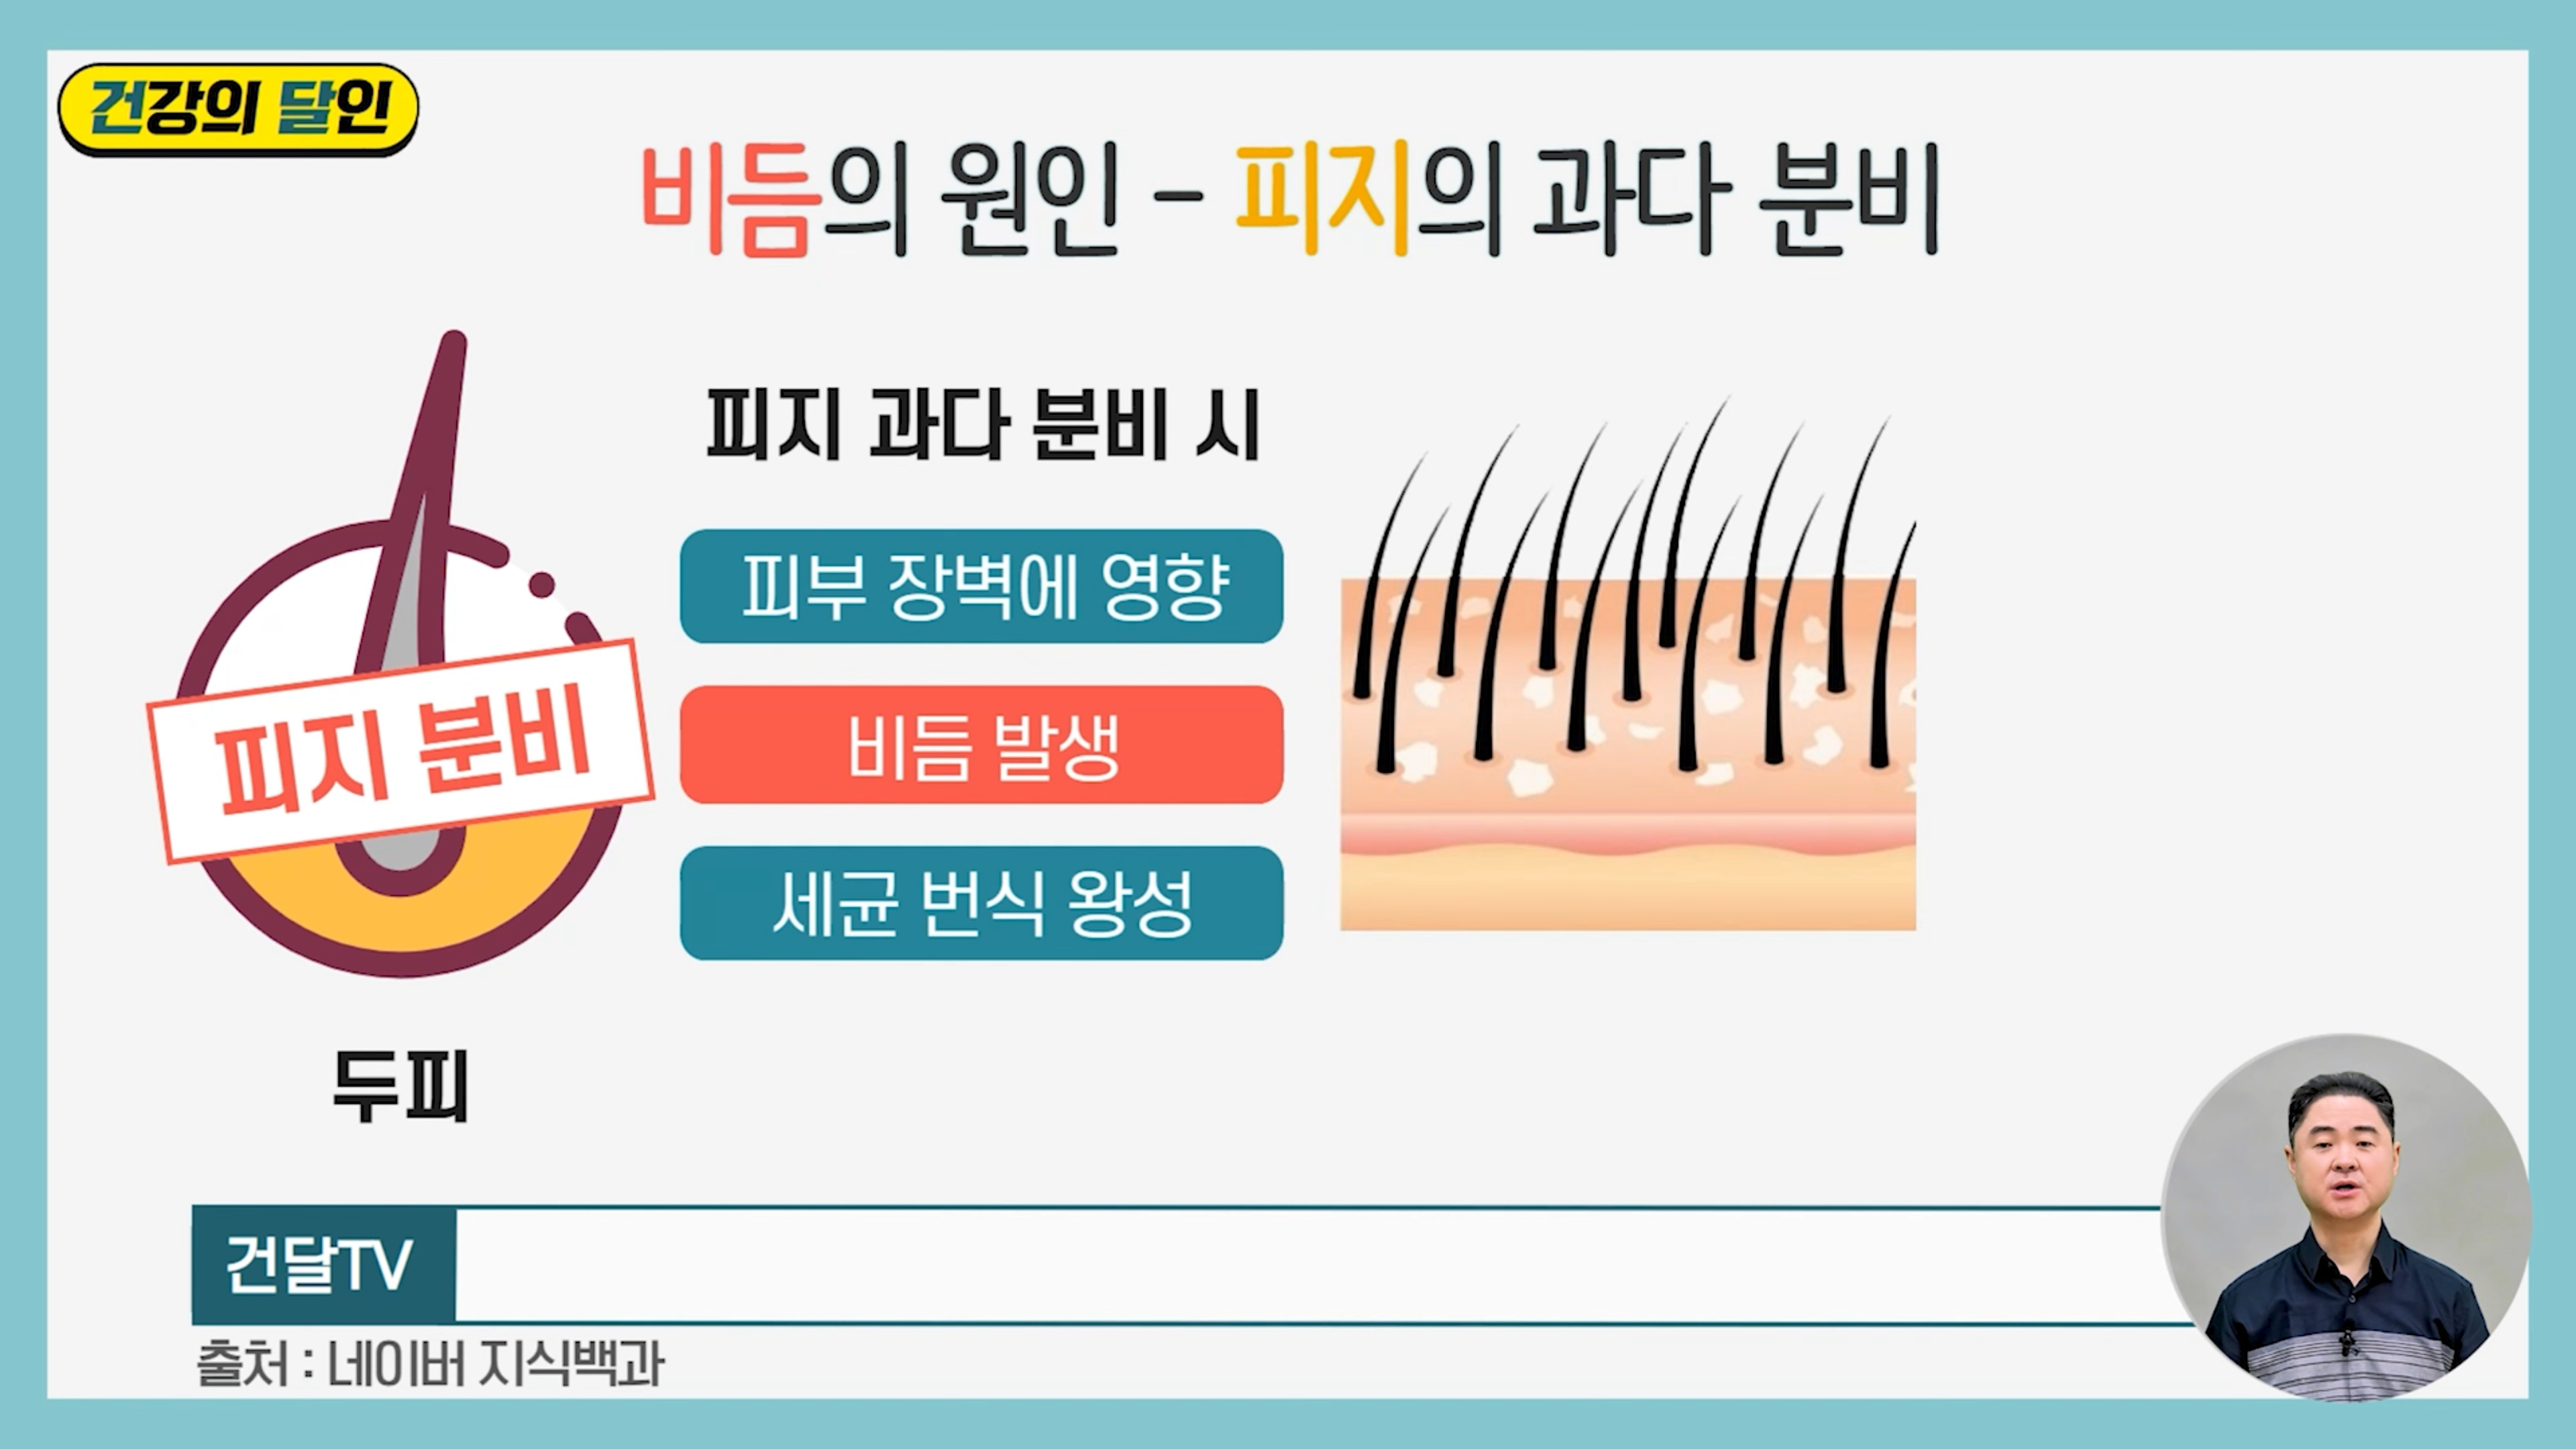 건강의 달인
비듬의 원인 - 피지의 과다 분비
피지 분비
두피
피지 과다 분비 시
피부 장벽에 영향
비듬 발생
세균 번식 왕성
건달TV
출처 : 네이버 지식백과